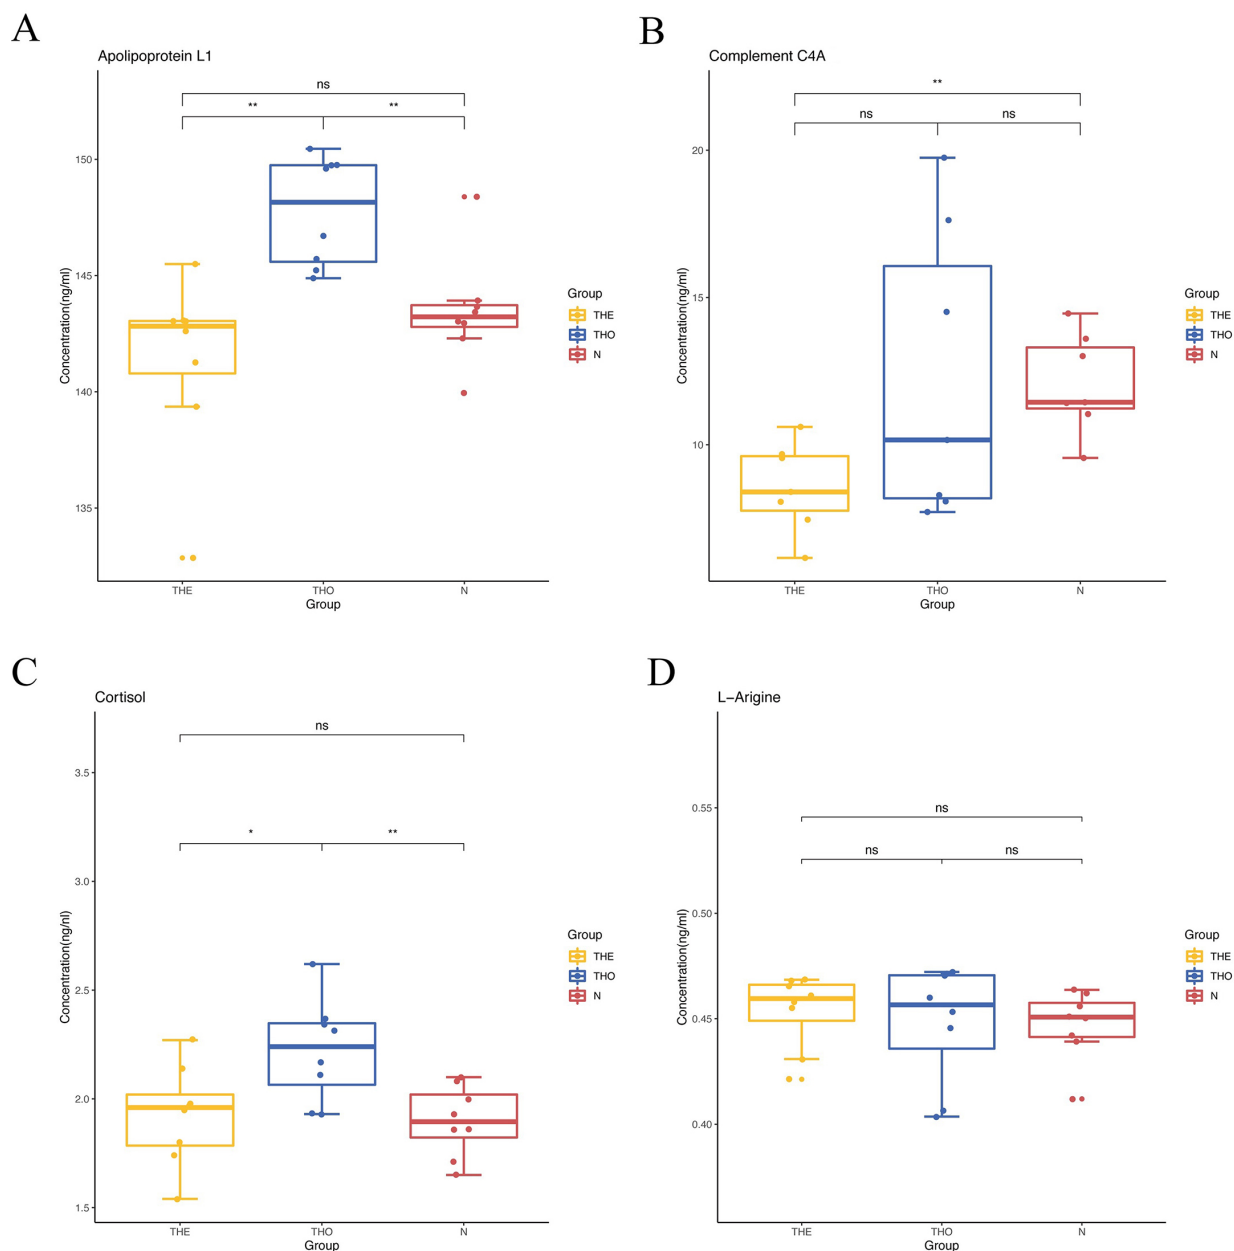 A
Apolipoprotein L1
ns
** **
150
145
140
135
Concentration(ng/ml)
THE THO N
Group
Group
THE
THO
N
B
Complement C4A
**
ns ns
20
15
10
Concentration(ng/ml)
THE THO N
Group
Group
THE
THO
N
C
Cortisol
ns
* **
3.5
3.0
2.5
2.0
1.5
Concentration(ng/nl)
THE THO N
Group
Group
THE
THO
N
D
L−Arigine
ns
ns ns
0.55
0.50
0.45
0.40
Concentration(ng/ml)
THE THO N
Group
Group
THE
THO
N